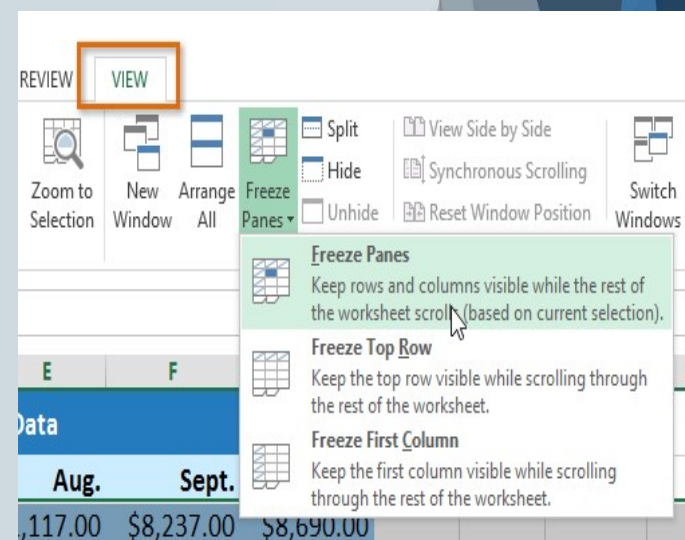 REVIEW VIEW
Zoom to Selection
New Window
Arrange All
Freeze Panes
Split
Hide
Unhide
View Side by Side
Synchronous Scrolling
Reset Window Position
Switch Windows
Freeze Panes
Keep rows and columns visible while the rest of
the worksheet scrolls (based on current selection).
Freeze Top Row
Keep the top row visible while scrolling through
the rest of the worksheet.
Freeze First Column
Keep the first column visible while scrolling
through the rest of the worksheet.
E F
Data
Aug. Sept.
,117.00 $8,237.00 $8,690.00